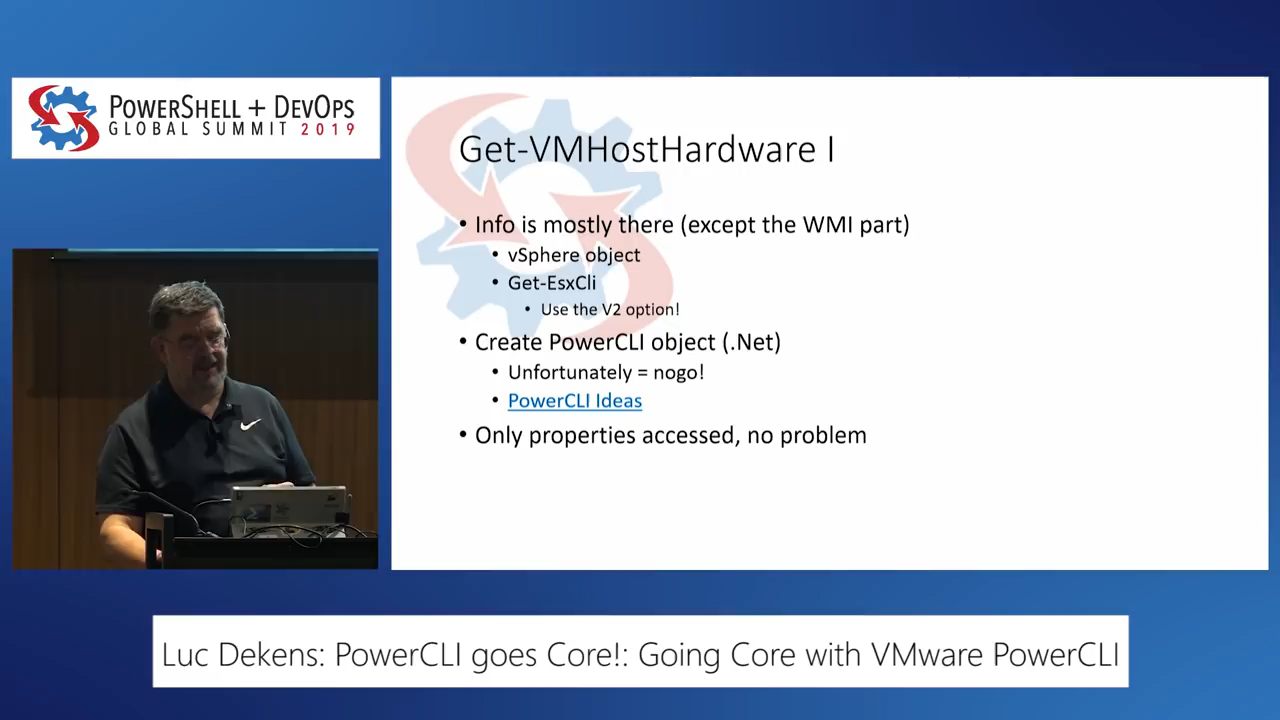 POWERSHELL + DEVOPS
GLOBAL SUMMIT 2019
Get-VMHostHardware I
• Info is mostly there (except the WMI part)
• vSphere object
• Get-EsxCli
• Use the V2 option!
• Create PowerCLI object (.Net)
• Unfortunately = nogo!
• PowerCLI Ideas
• Only properties accessed, no problem
Luc Dekens: PowerCLI goes Core!: Going Core with VMware PowerCLI